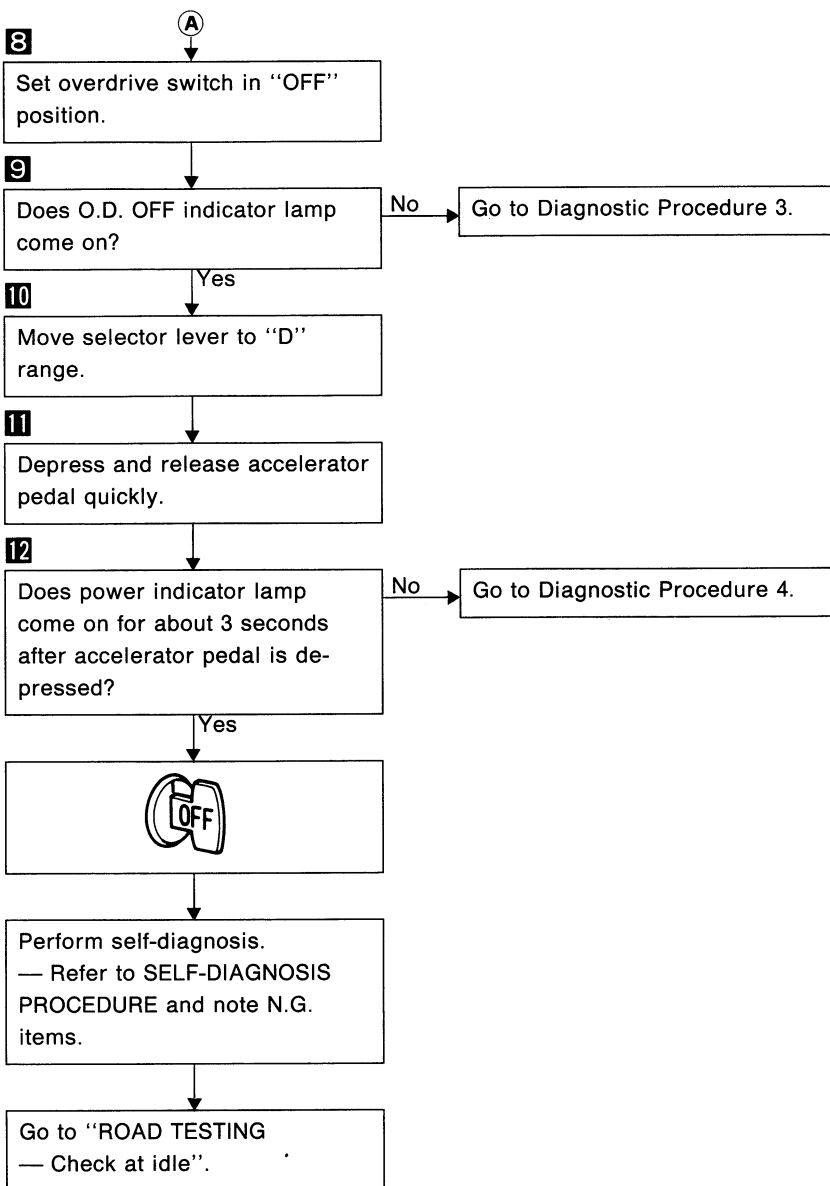 A
8
Set overdrive switch in “OFF”
position.
9
Does O.D. OFF indicator lamp
come on?
No
Go to Diagnostic Procedure 3.
Yes
10
Move selector lever to “D”
range.
11
Depress and release accelerator
pedal quickly.
12
Does power indicator lamp
come on for about 3 seconds
after accelerator pedal is de-
pressed?
No
Go to Diagnostic Procedure 4.
Yes
OFF
Perform self-diagnosis.
— Refer to SELF-DIAGNOSIS
PROCEDURE and note N.G.
items.
Go to “ROAD TESTING
— Check at idle”.